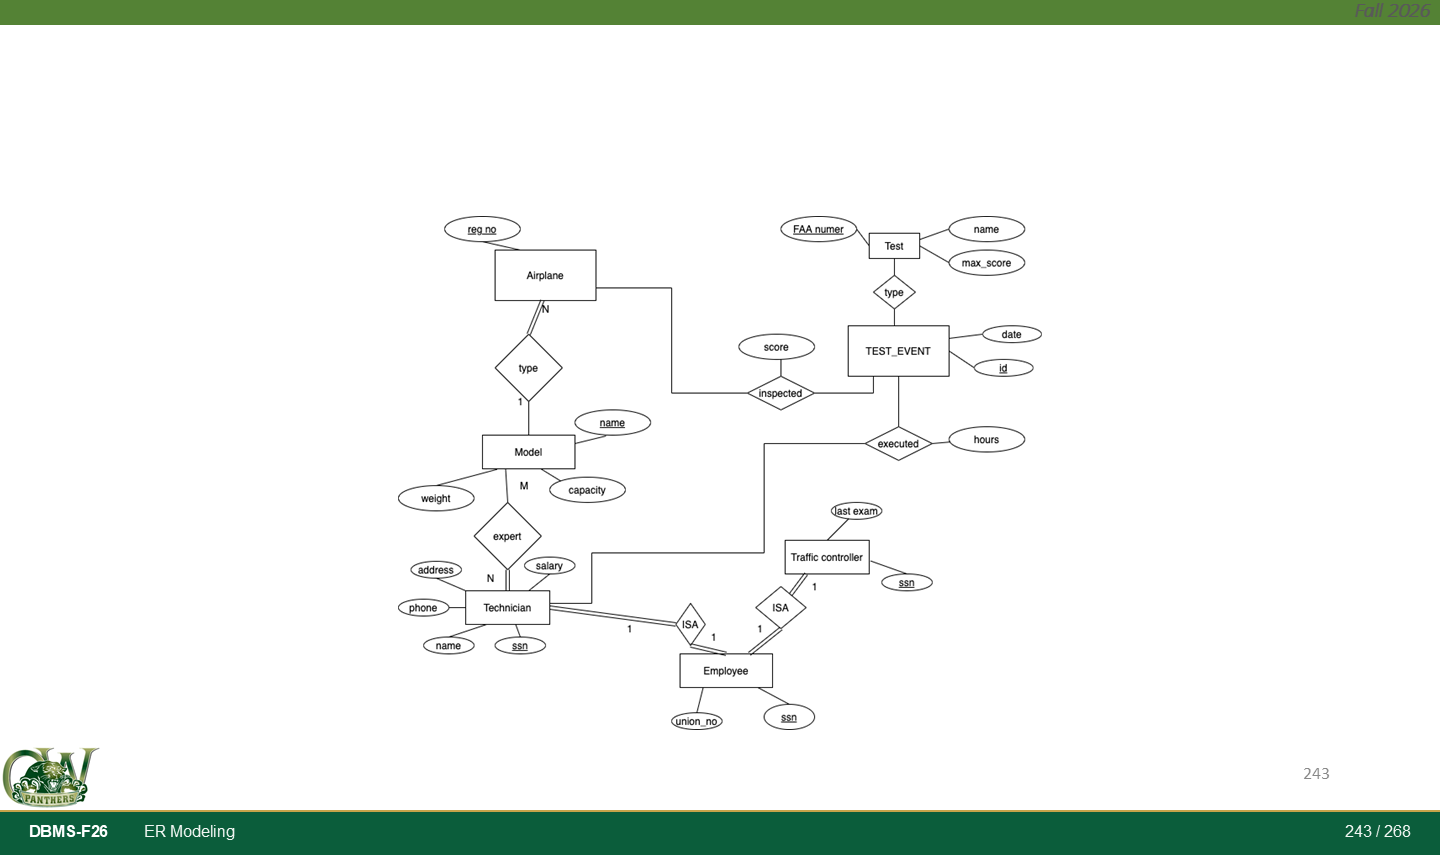 Fall 2026
reg no
FAA numer
Test
name
max_score
Airplane
type
N
date
TEST_EVENT
id
score
type
1
inspected
name
hours
executed
Model
M
weight
capacity
last exam
expert
Traffic controller
address
N
salary
ssn
1
phone
Technician
ISA
ISA
1
1
1
name
ssn
Employee
union_no
ssn
OW
PANTHERS
243
DBMS-F26 ER Modeling 243 / 268